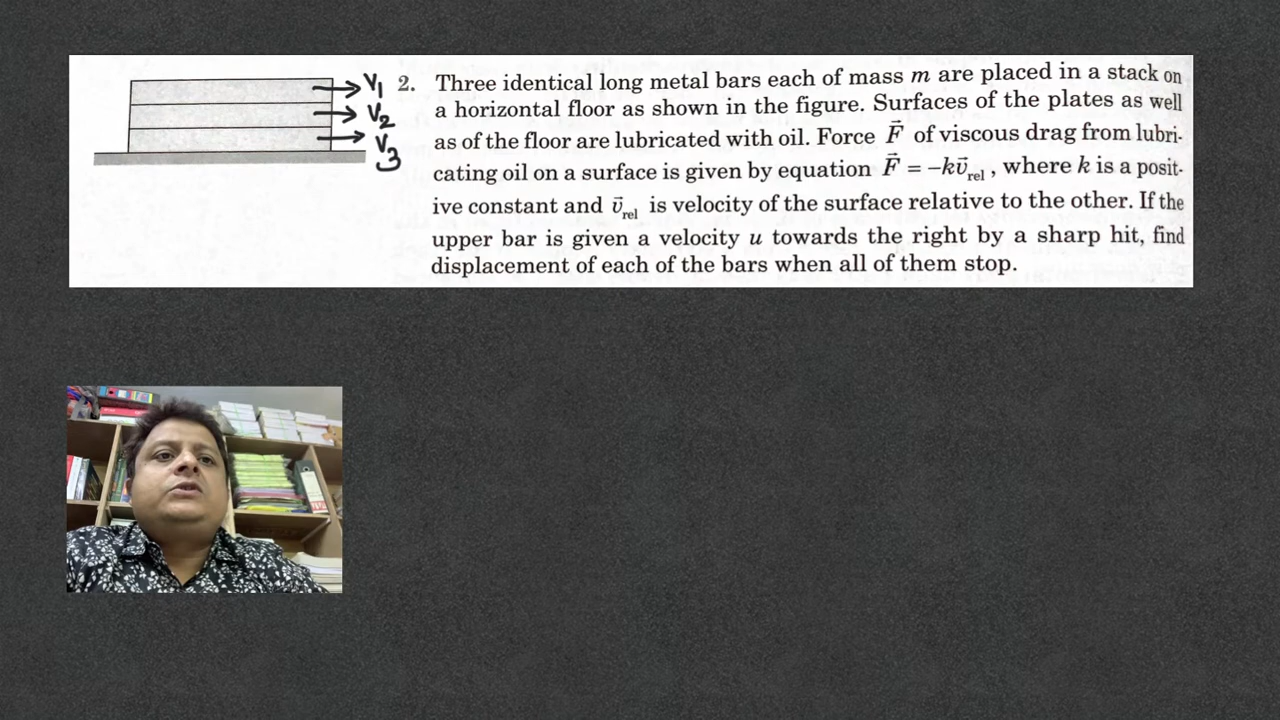 V1
V2
V3
2. Three identical long metal bars each of mass m are placed in a stack on
a horizontal floor as shown in the figure. Surfaces of the plates as well
as of the floor are lubricated with oil. Force F⃗ of viscous drag from lubri-
cating oil on a surface is given by equation F⃗ = −kv⃗rel, where k is a posit-
ive constant and v⃗rel is velocity of the surface relative to the other. If the
upper bar is given a velocity u towards the right by a sharp hit, find
displacement of each of the bars when all of them stop.